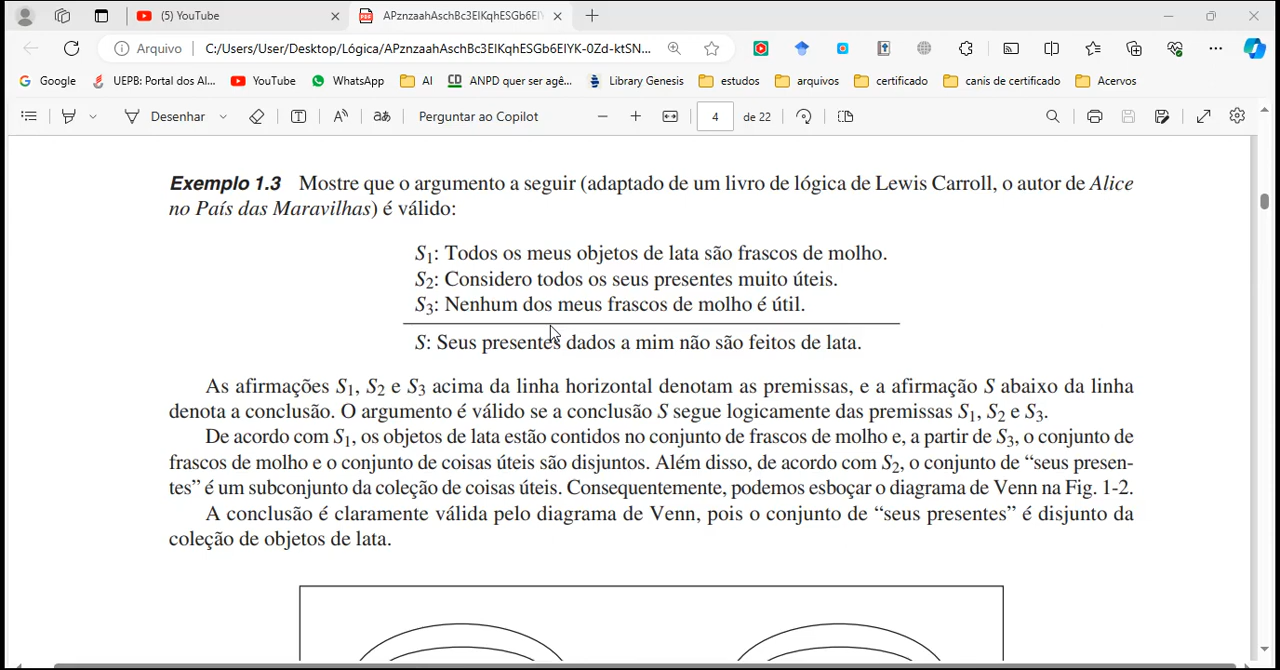 (5) YouTube
APznzaahAschBc3EIKqhESGb6EIY
Arquivo
C:/Users/User/Desktop/Lógica/APznzaahAschBc3EIKqhESGb6EIYK-0Zd-ktSN...
Google
UEPB: Portal dos Al...
YouTube
WhatsApp
AI
CD ANPD quer ser agê...
Library Genesis
estudos
arquivos
certificado
canis de certificado
Acervos
Desenhar
Perguntar ao Copilot
4 de 22
Exemplo 1.3 Mostre que o argumento a seguir (adaptado de um livro de lógica de Lewis Carroll, o autor de Alice
no País das Maravilhas) é válido:
S1: Todos os meus objetos de lata são frascos de molho.
S2: Considero todos os seus presentes muito úteis.
S3: Nenhum dos meus frascos de molho é útil.
S: Seus presentes dados a mim não são feitos de lata.
As afirmações S1, S2 e S3 acima da linha horizontal denotam as premissas, e a afirmação S abaixo da linha
denota a conclusão. O argumento é válido se a conclusão S segue logicamente das premissas S1, S2 e S3.
De acordo com S1, os objetos de lata estão contidos no conjunto de frascos de molho e, a partir de S3, o conjunto de
frascos de molho e o conjunto de coisas úteis são disjuntos. Além disso, de acordo com S2, o conjunto de “seus presen-
tes” é um subconjunto da coleção de coisas úteis. Consequentemente, podemos esboçar o diagrama de Venn na Fig. 1-2.
A conclusão é claramente válida pelo diagrama de Venn, pois o conjunto de “seus presentes” é disjunto da
coleção de objetos de lata.